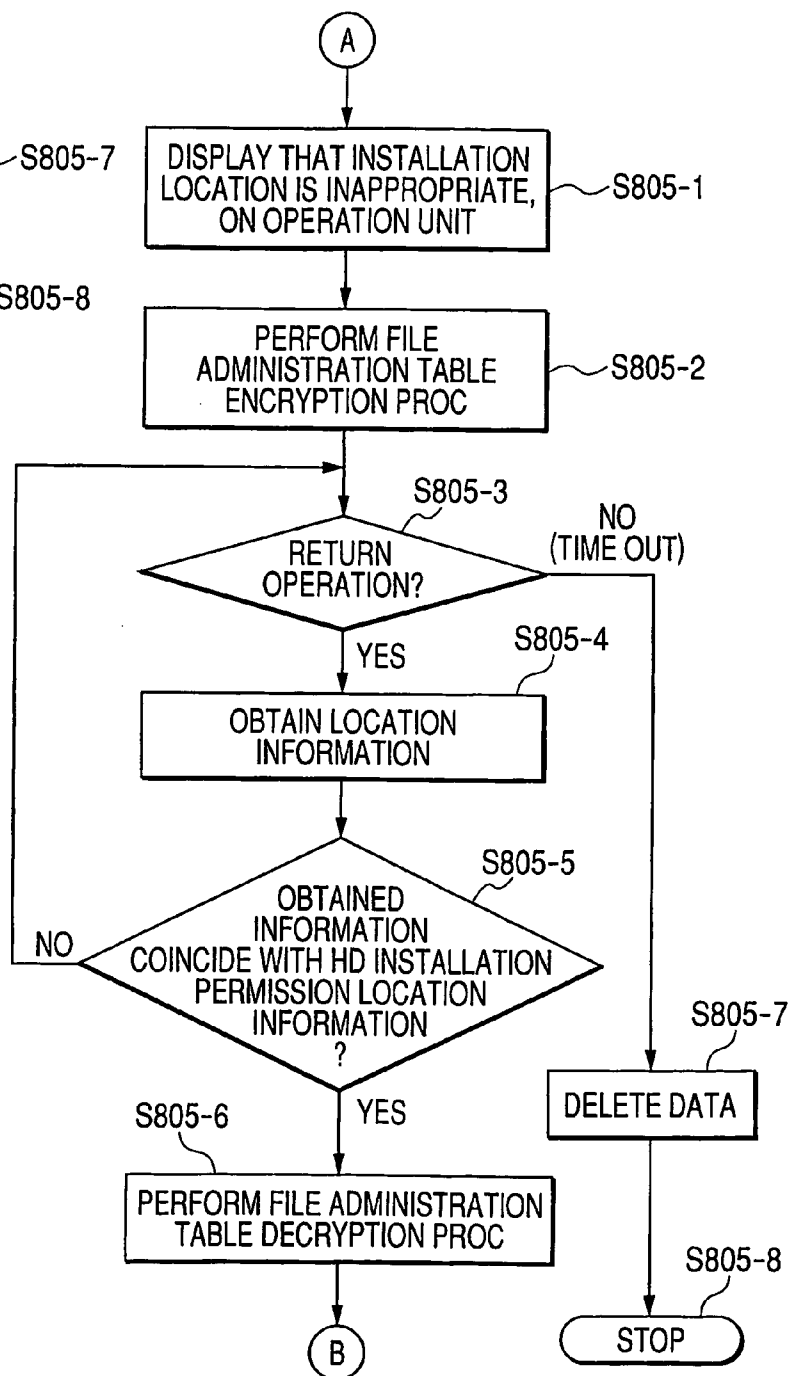 A
S805-7
DISPLAY THAT INSTALLATION
LOCATION IS INAPPROPRIATE,
ON OPERATION UNIT
S805-1
S805-8
PERFORM FILE
ADMINISTRATION TABLE
ENCRYPTION PROC
S805-2
S805-3
NO
(TIME OUT)
RETURN
OPERATION?
YES
S805-4
OBTAIN LOCATION
INFORMATION
S805-5
OBTAINED
INFORMATION
COINCIDE WITH HD INSTALLATION
PERMISSION LOCATION
INFORMATION
?
NO
YES
S805-7
DELETE DATA
S805-6
PERFORM FILE ADMINISTRATION
TABLE DECRYPTION PROC
S805-8
STOP
B